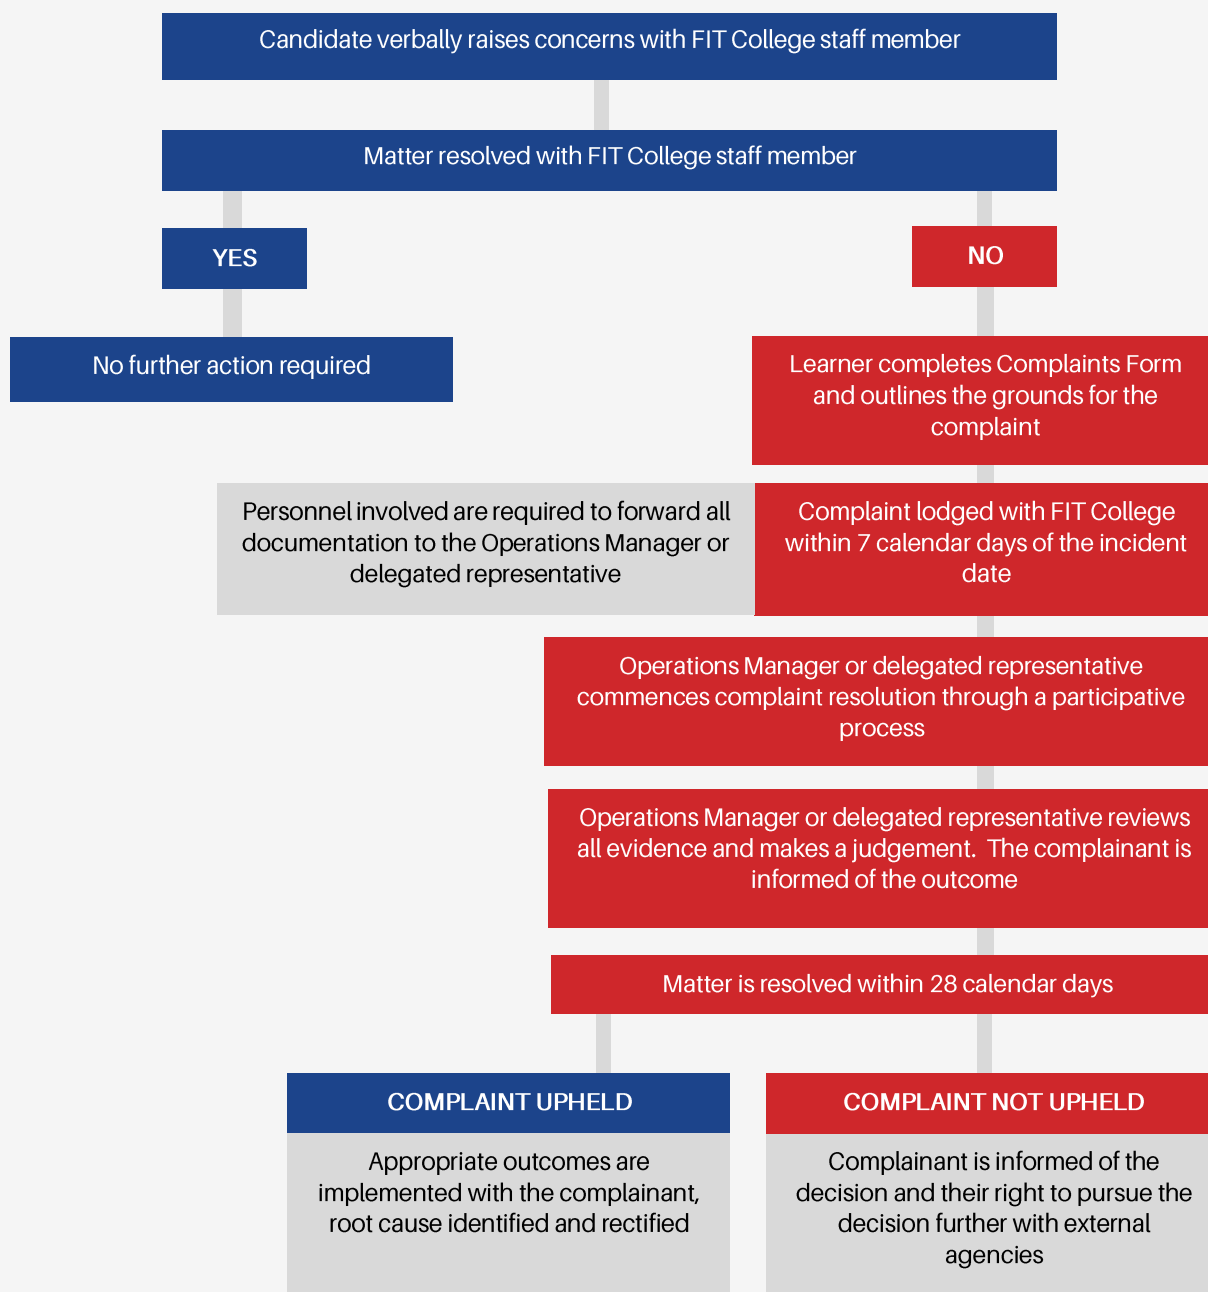 Candidate verbally raises concerns with FIT College staff member
Matter resolved with FIT College staff member
YES
NO
No further action required
Learner completes Complaints Form
and outlines the grounds for the
complaint
Personnel involved are required to forward all
documentation to the Operations Manager or
delegated representative
Complaint lodged with FIT College
within 7 calendar days of the incident
date
Operations Manager or delegated representative
commences complaint resolution through a participative
process
Operations Manager or delegated representative reviews
all evidence and makes a judgement.  The complainant is
informed of the outcome
Matter is resolved within 28 calendar days
COMPLAINT UPHELD
Appropriate outcomes are
implemented with the complainant,
root cause identified and rectified
COMPLAINT NOT UPHELD
Complainant is informed of the
decision and their right to pursue the
decision further with external
agencies